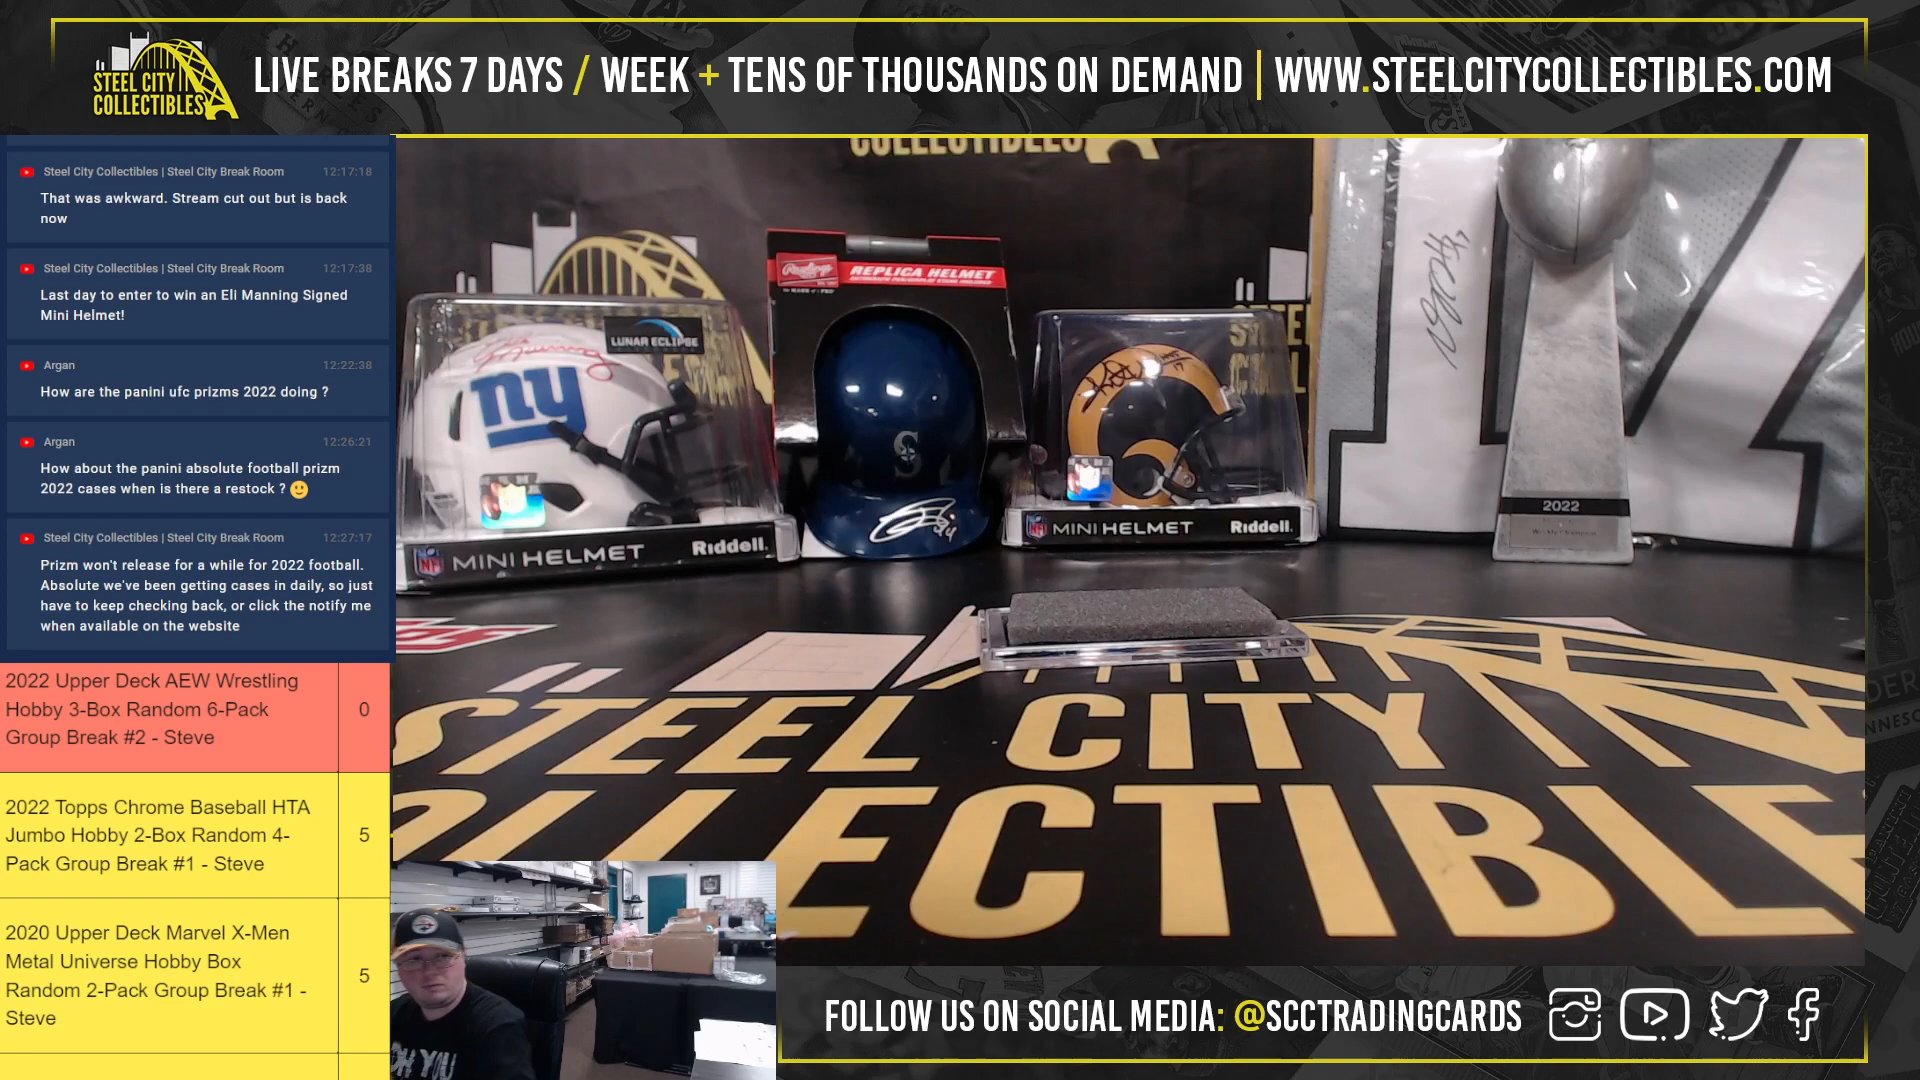 STEEL CITY
COLLECTIBLES
LIVE BREAKS 7 DAYS / WEEK + TENS OF THOUSANDS ON DEMAND | WWW.STEELCITYCOLLECTIBLES.COM
Steel City Collectibles | Steel City Break Room 12:17:18
That was awkward. Stream cut out but is back
now
Steel City Collectibles | Steel City Break Room 12:17:38
Last day to enter to win an Eli Manning Signed
Mini Helmet!
Argan 12:22:38
How are the panini ufc prizms 2022 doing ?
Argan 12:26:21
How about the panini absolute football prizm
2022 cases when is there a restock ? 🙂
Steel City Collectibles | Steel City Break Room 12:27:17
Prizm won't release for a while for 2022 football.
Absolute we've been getting cases in daily, so just
have to keep checking back, or click the notify me
when available on the website
2022 Upper Deck AEW Wrestling
Hobby 3-Box Random 6-Pack 0
Group Break #2 - Steve
2022 Topps Chrome Baseball HTA
Jumbo Hobby 2-Box Random 4- 5
Pack Group Break #1 - Steve
2020 Upper Deck Marvel X-Men
Metal Universe Hobby Box
Random 2-Pack Group Break #1 - 5
Steve
COLLECTIBLES
LUNAR ECLIPSE
ny
NFL MINI HELMET Riddell
Rawlings
REPLICA HELMET
S
44
NFL MINI HELMET Riddell
17
2022
STEEL CITY
OLLECTIBLE
OH YOU
FOLLOW US ON SOCIAL MEDIA: @SCCTRADINGCARDS